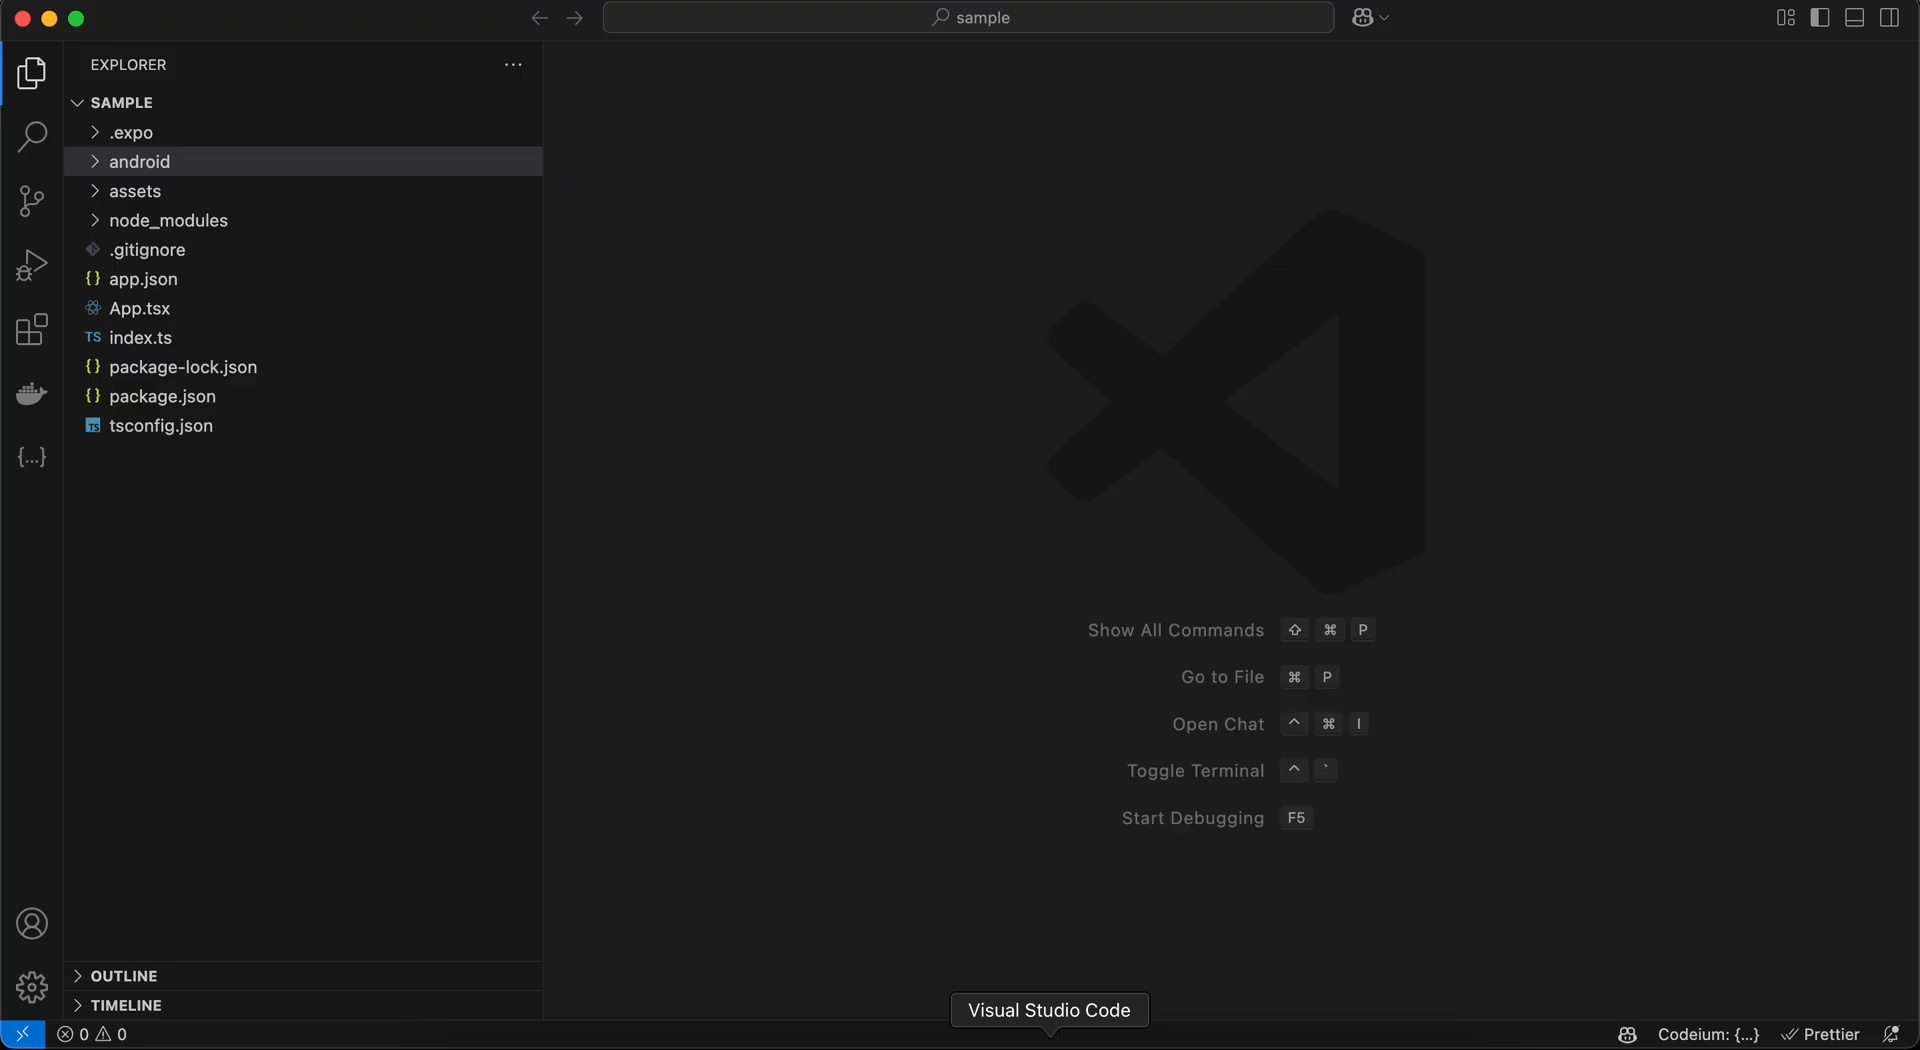 sample
EXPLORER
SAMPLE
.expo
android
assets
node_modules
.gitignore
{} app.json
App.tsx
TS index.ts
{} package-lock.json
{} package.json
TS tsconfig.json
{...}
Show All Commands ⇧ ⌘ P
Go to File ⌘ P
Open Chat ^ ⌘ I
Toggle Terminal ^ `
Start Debugging F5
OUTLINE
TIMELINE
Visual Studio Code
0 0
Codeium: {...}
Prettier